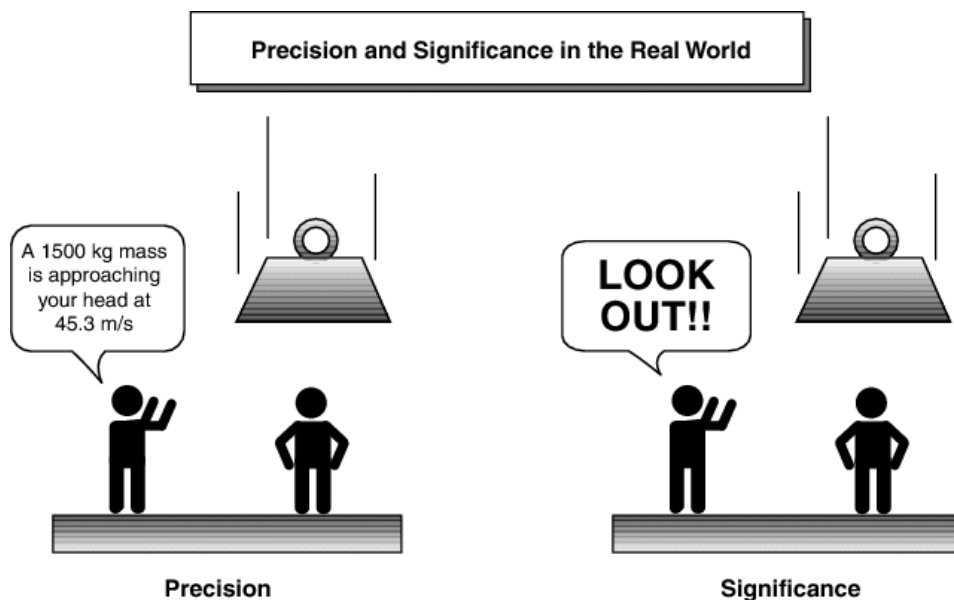 Precision and Significance in the Real World
A 1500 kg mass
is approaching
your head at
45.3 m/s
LOOK
OUT!!
Precision
Significance